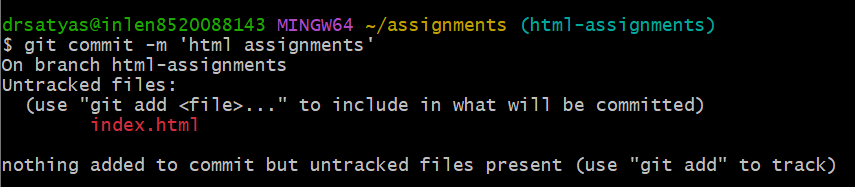 drsatyas@inlen8520088143 MINGW64 ~/assignments (html-assignments)
$ git commit -m 'html assignments'
On branch html-assignments
Untracked files:
  (use "git add <file>..." to include in what will be committed)
        index.html

nothing added to commit but untracked files present (use "git add" to track)